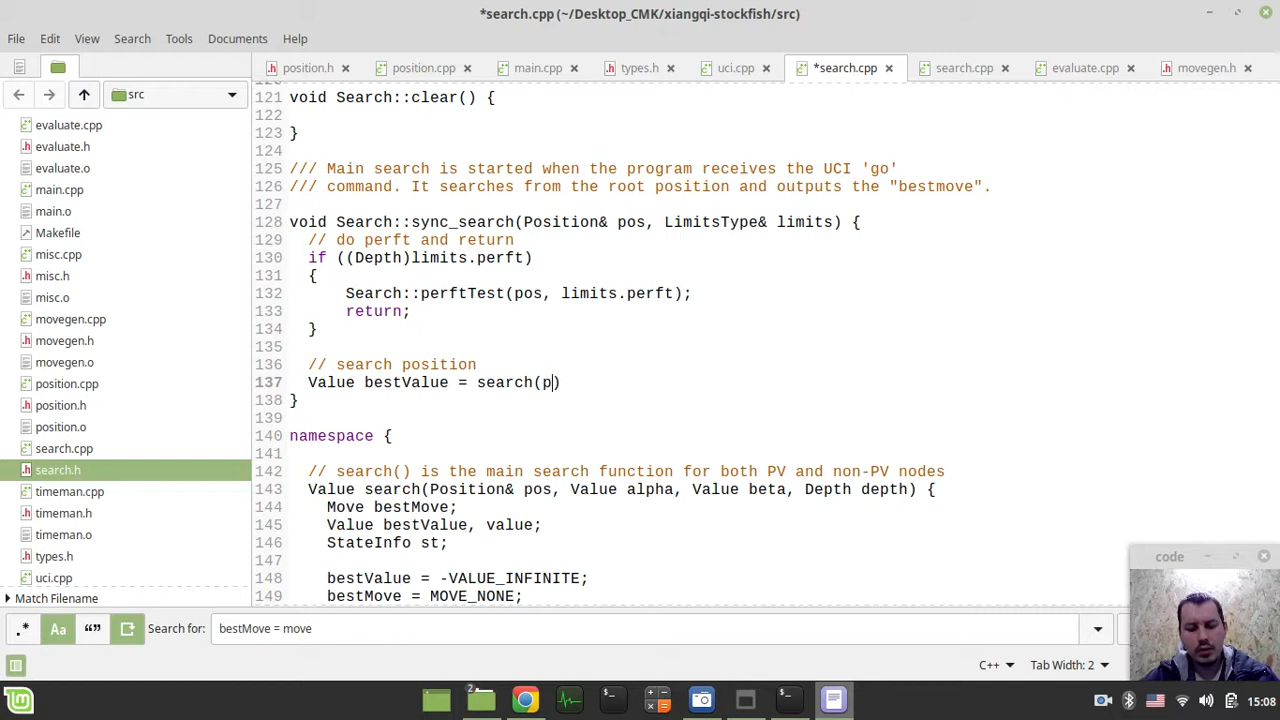 *search.cpp (~/Desktop_CMK/xiangqi-stockfish/src)
File Edit View Search Tools Documents Help
position.h position.cpp main.cpp types.h uci.cpp *search.cpp search.cpp evaluate.cpp movegen.h
src
evaluate.cpp
evaluate.h
evaluate.o
main.cpp
main.o
Makefile
misc.cpp
misc.h
misc.o
movegen.cpp
movegen.h
movegen.o
position.cpp
position.h
position.o
search.cpp
search.h
timeman.cpp
timeman.h
timeman.o
types.h
uci.cpp
Match Filename
121 void Search::clear() {
122
123 }
124
125 /// Main search is started when the program receives the UCI 'go'
126 /// command. It searches from the root position and outputs the "bestmove".
127
128 void Search::sync_search(Position& pos, LimitsType& limits) {
129 // do perft and return
130 if ((Depth)limits.perft)
131 {
132 Search::perftTest(pos, limits.perft);
133 return;
134 }
135
136 // search position
137 Value bestValue = search(p)
138 }
139
140 namespace {
141
142 // search() is the main search function for both PV and non-PV nodes
143 Value search(Position& pos, Value alpha, Value beta, Depth depth) {
144 Move bestMove;
145 Value bestValue, value;
146 StateInfo st;
147
148 bestValue = -VALUE_INFINITE;
149 bestMove = MOVE_NONE;
code
.* Aa “” Search for: bestMove = move
C++ Tab Width: 2
2 15:08